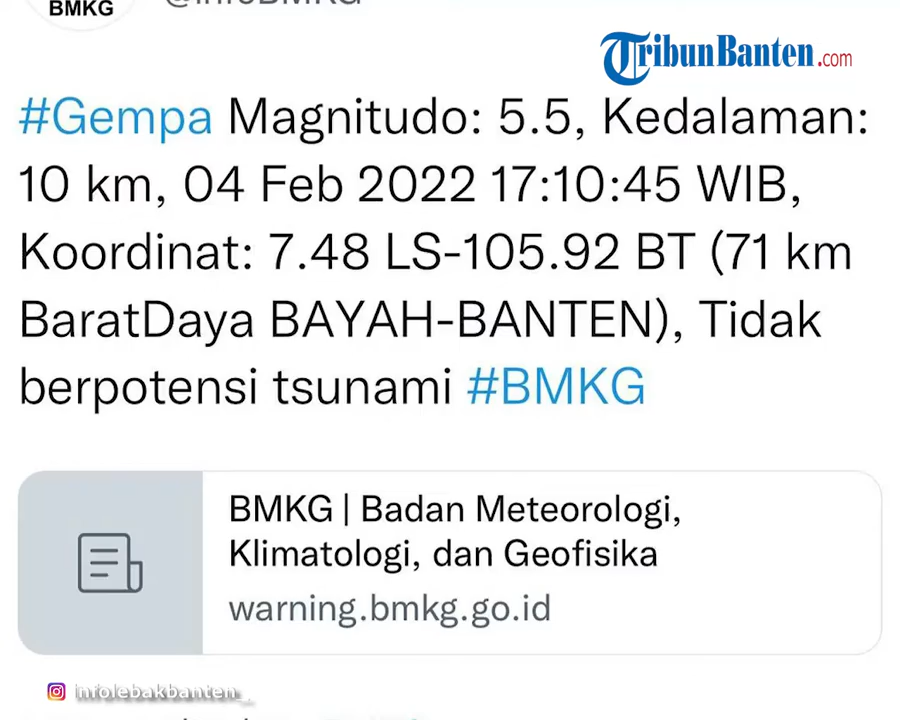 BMKG
@infoBMKG
TribunBanten.com
#Gempa Magnitudo: 5.5, Kedalaman:
10 km, 04 Feb 2022 17:10:45 WIB,
Koordinat: 7.48 LS-105.92 BT (71 km
BaratDaya BAYAH-BANTEN), Tidak
berpotensi tsunami #BMKG
BMKG | Badan Meteorologi,
Klimatologi, dan Geofisika
warning.bmkg.go.id
infolebakbanten_